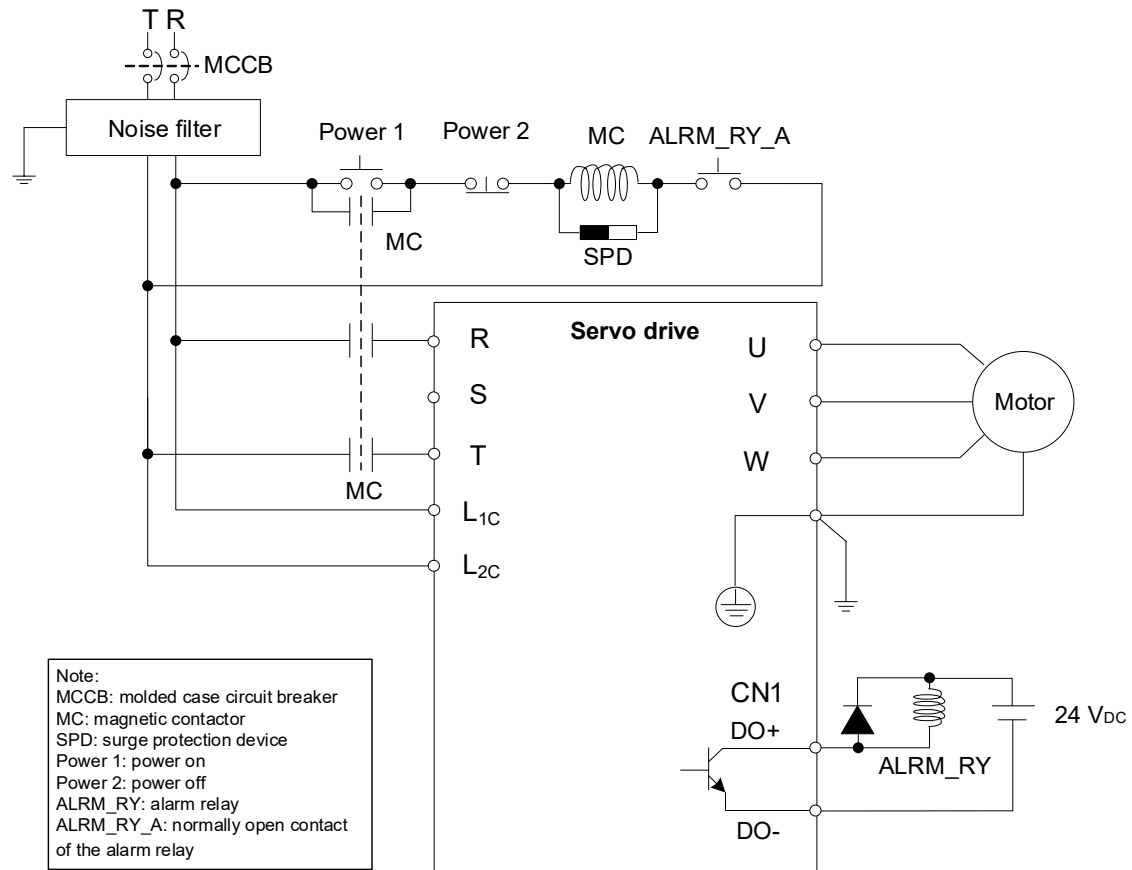 T R
MCCB
Noise filter
Power 1
Power 2
MC
ALRM_RY_A
MC
SPD
Servo drive
R
S
T
MC
L1C
L2C
U
V
W
Motor
CN1
DO+
DO-
ALRM_RY
24 VDC
Note:
MCCB: molded case circuit breaker
MC: magnetic contactor
SPD: surge protection device
Power 1: power on
Power 2: power off
ALRM_RY: alarm relay
ALRM_RY_A: normally open contact
of the alarm relay